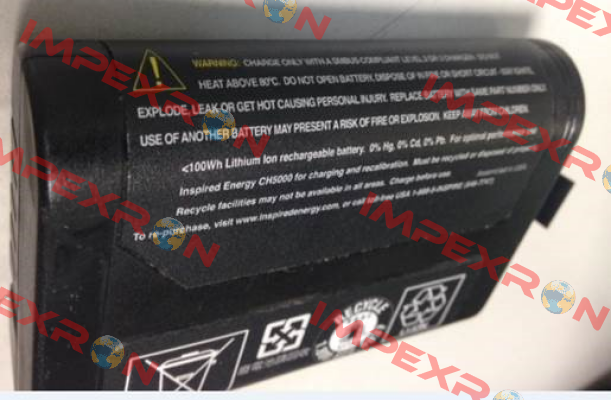 WARNING: CHARGE ONLY WITH A SMBUS COMPLIANT LEVEL 2 OR 3 CHARGER. DO NOT
HEAT ABOVE 80°C. DO NOT OPEN BATTERY, DISPOSE OF IN FIRE OR SHORT CIRCUIT - MAY IGNITE,
EXPLODE, LEAK OR GET HOT CAUSING PERSONAL INJURY. REPLACE BATTERY WITH SAME PART NUMBER ONLY.
USE OF ANOTHER BATTERY MAY PRESENT A RISK OF FIRE OR EXPLOSION. KEEP AWAY FROM CHILDREN.
<100Wh Lithium Ion rechargeable battery. 0% Hg, 0% Cd, 0% Pb. For optional performance use
Inspired Energy CH5000 for charging and recalibration. Must be recycled or disposed of properly.
Recycle facilities may not be available in all areas. Charge before use.
To re-purchase, visit www.inspiredenergy.com, or call toll-free USA 1-888-5-INSPIRE
IMPEXRON
IMPEXRON
IMPEXRON
IMPEXRON